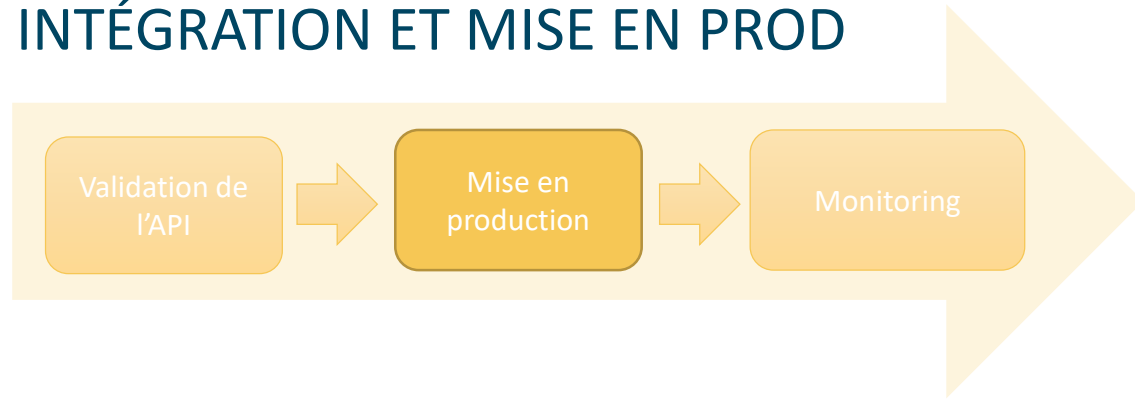 INTÉGRATION ET MISE EN PROD
Validation de
l’API
Mise en
production
Monitoring